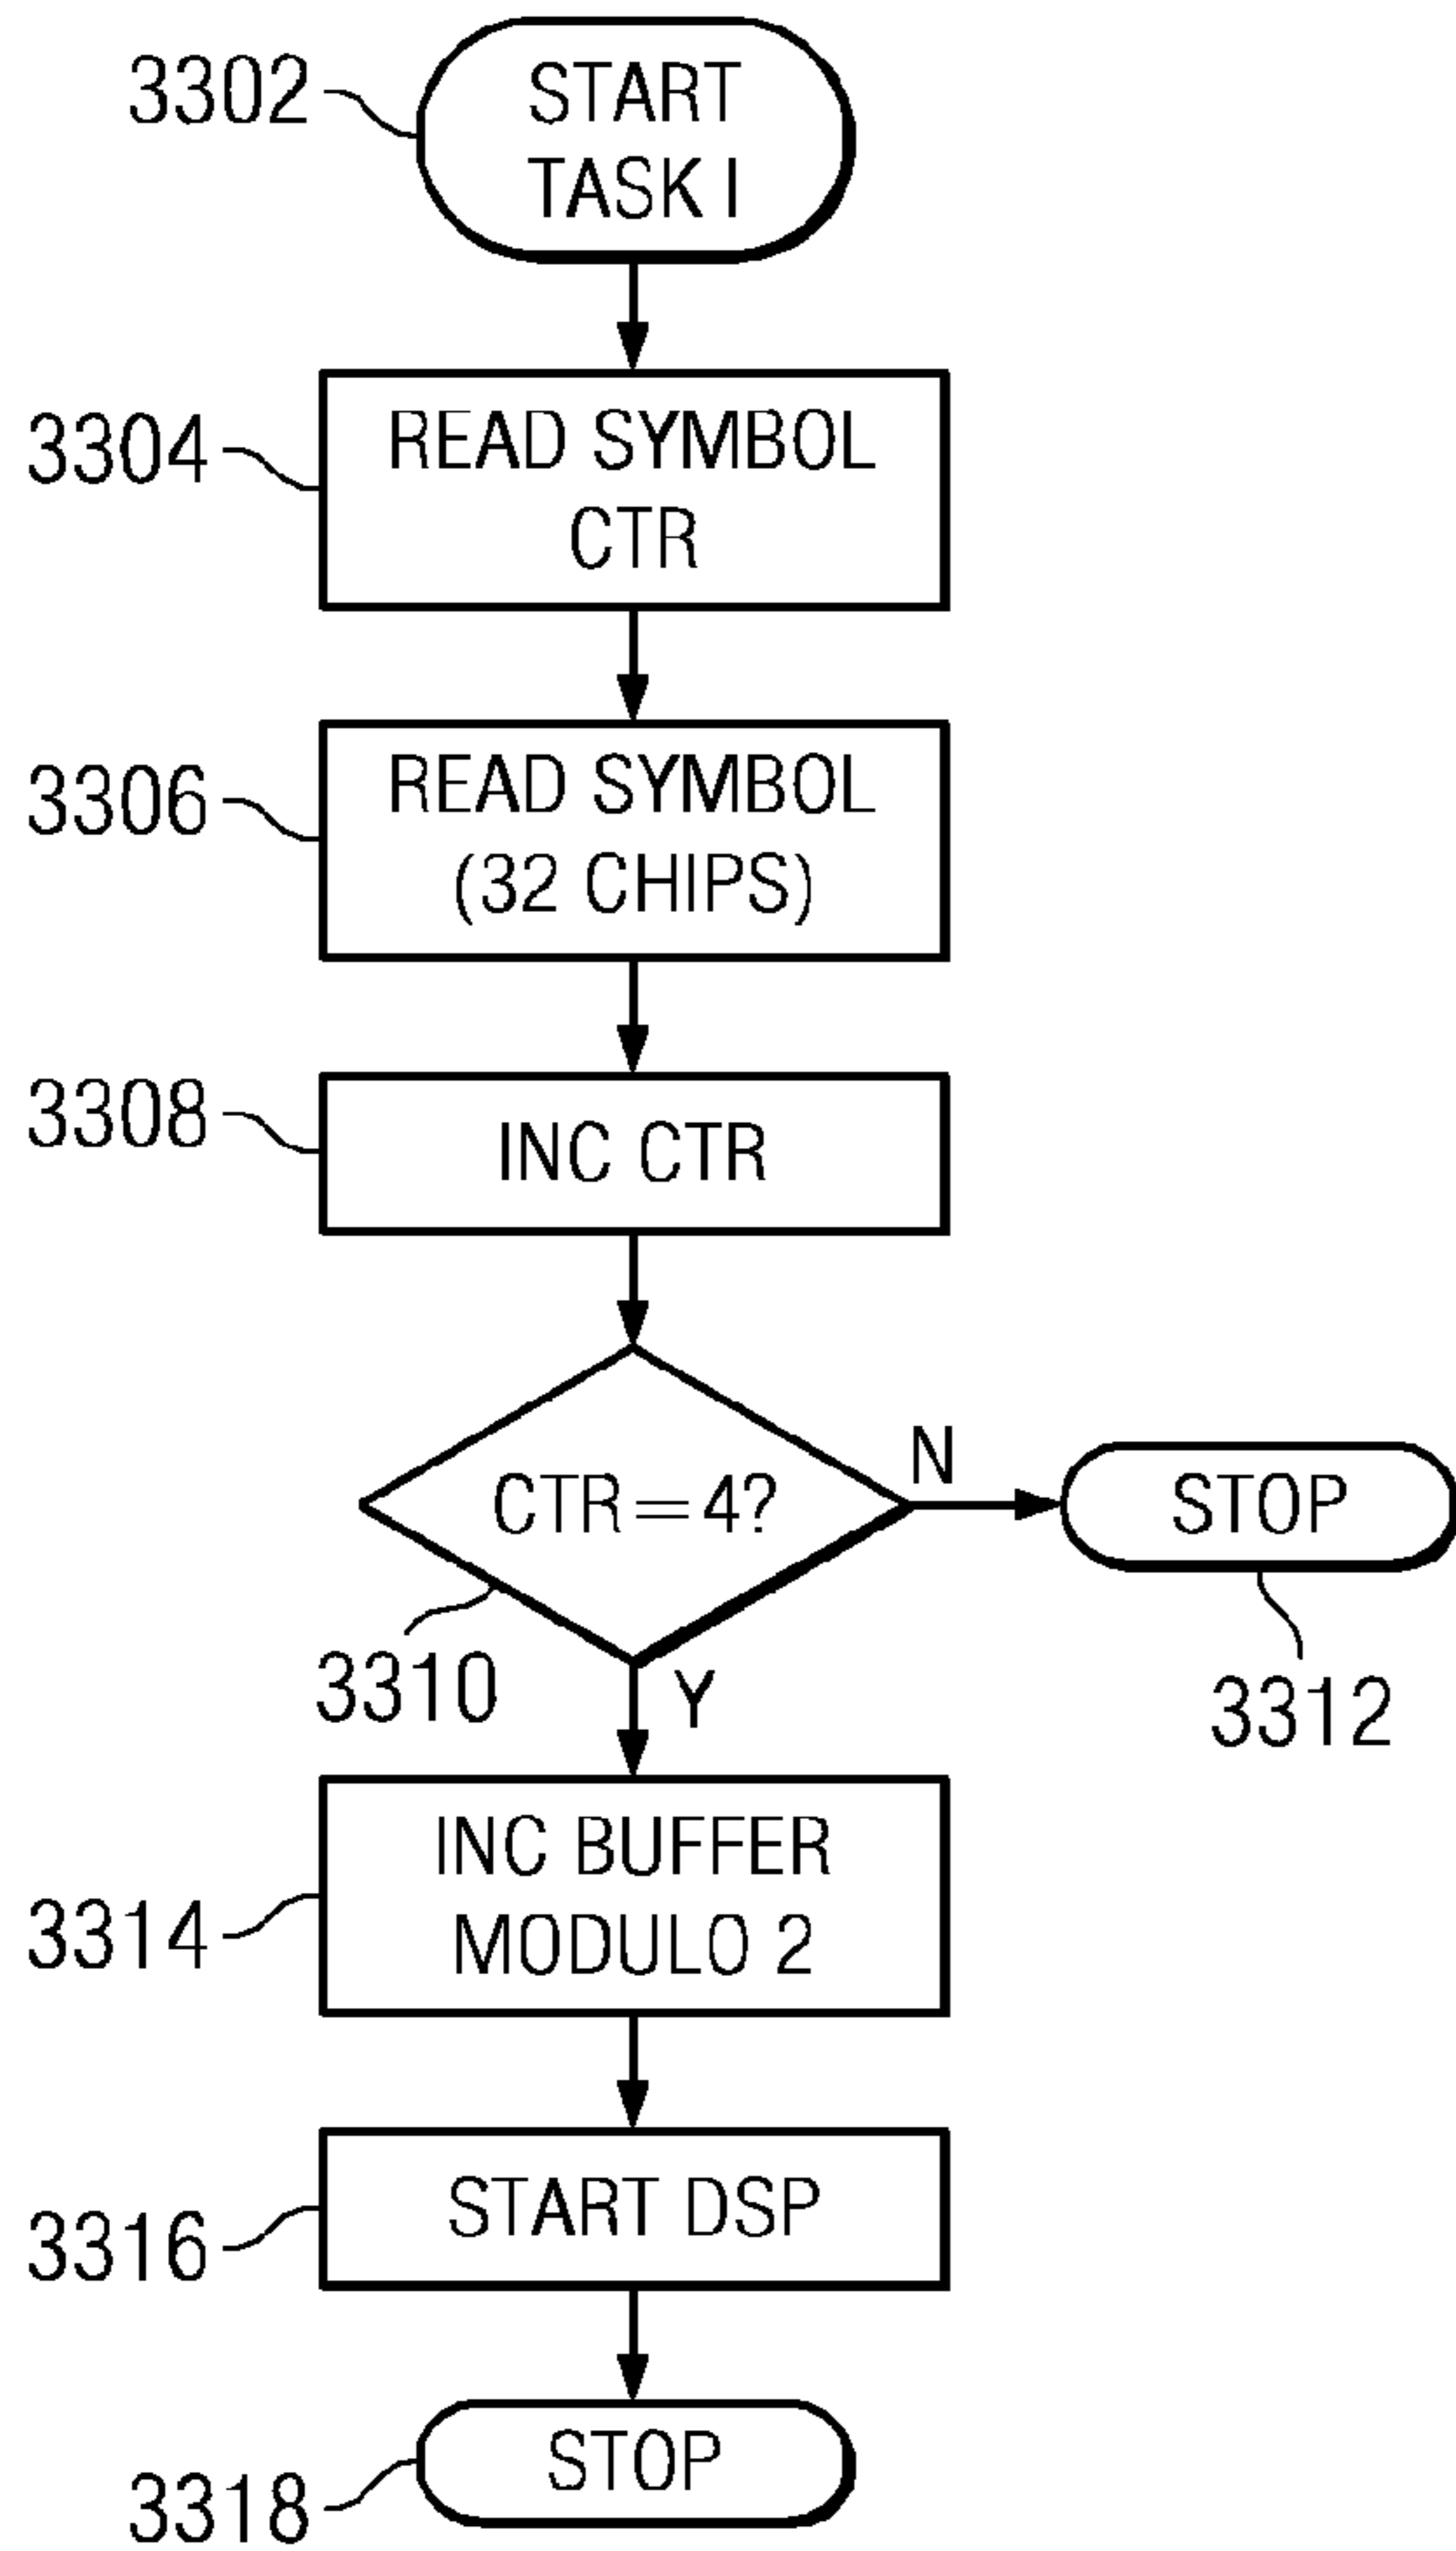 3302
START
TASK I
3304
READ SYMBOL
CTR
3306
READ SYMBOL
(32 CHIPS)
3308
INC CTR
CTR=4?
N
STOP
3310
Y
3312
3314
INC BUFFER
MODULO 2
3316
START DSP
STOP
3318